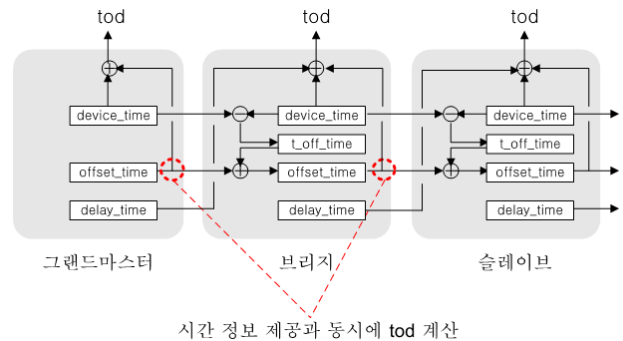 tod tod tod
device_time device_time device_time
t_off_time t_off_time
offset_time offset_time offset_time
delay_time delay_time delay_time
그랜드마스터 브리지 슬레이브
시간 정보 제공과 동시에 tod 계산